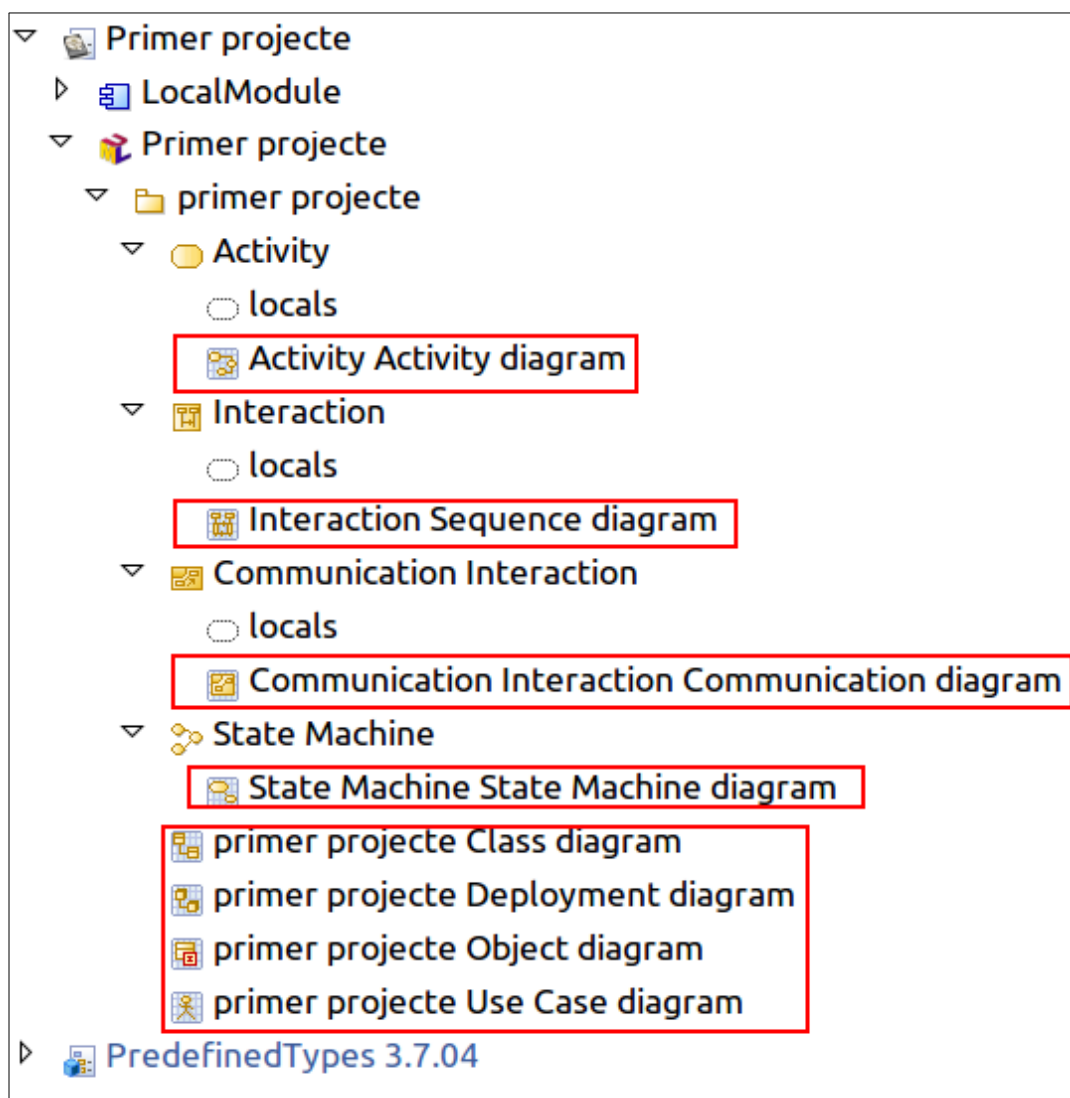 Primer projecte
LocalModule
Primer projecte
primer projecte
Activity
locals
Activity Activity diagram
Interaction
locals
Interaction Sequence diagram
Communication Interaction
locals
Communication Interaction Communication diagram
State Machine
State Machine State Machine diagram
primer projecte Class diagram
primer projecte Deployment diagram
primer projecte Object diagram
primer projecte Use Case diagram
PredefinedTypes 3.7.04